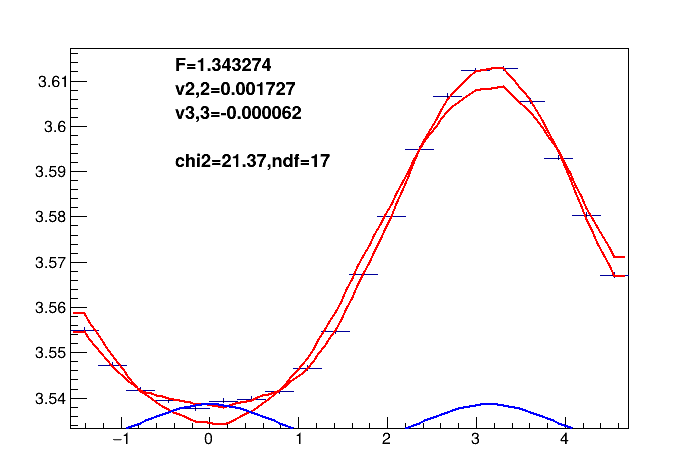 F=1.343274
v2,2=0.001727
v3,3=-0.000062
chi2=21.37,ndf=17
3.61
3.6
3.59
3.58
3.57
3.56
3.55
3.54
−1 0 1 2 3 4